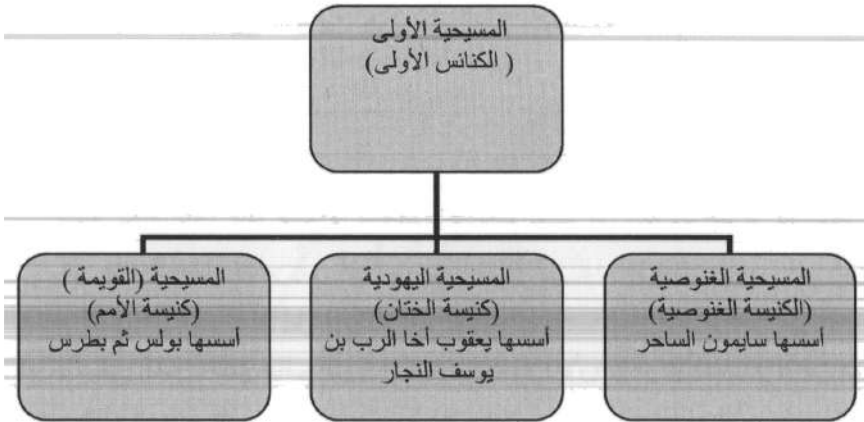 المسيحية الأولى
( الكنائس الأولى)
المسيحية الغنوصية
(الكنيسة الغنوصية)
أسسها سايمون الساحر
المسيحية اليهودية
(كنيسة الختان)
أسسها يعقوب أخا الرب بن
يوسف النجار
المسيحية (القويمة )
(كنيسة الأمم)
أسسها بولس ثم بطرس